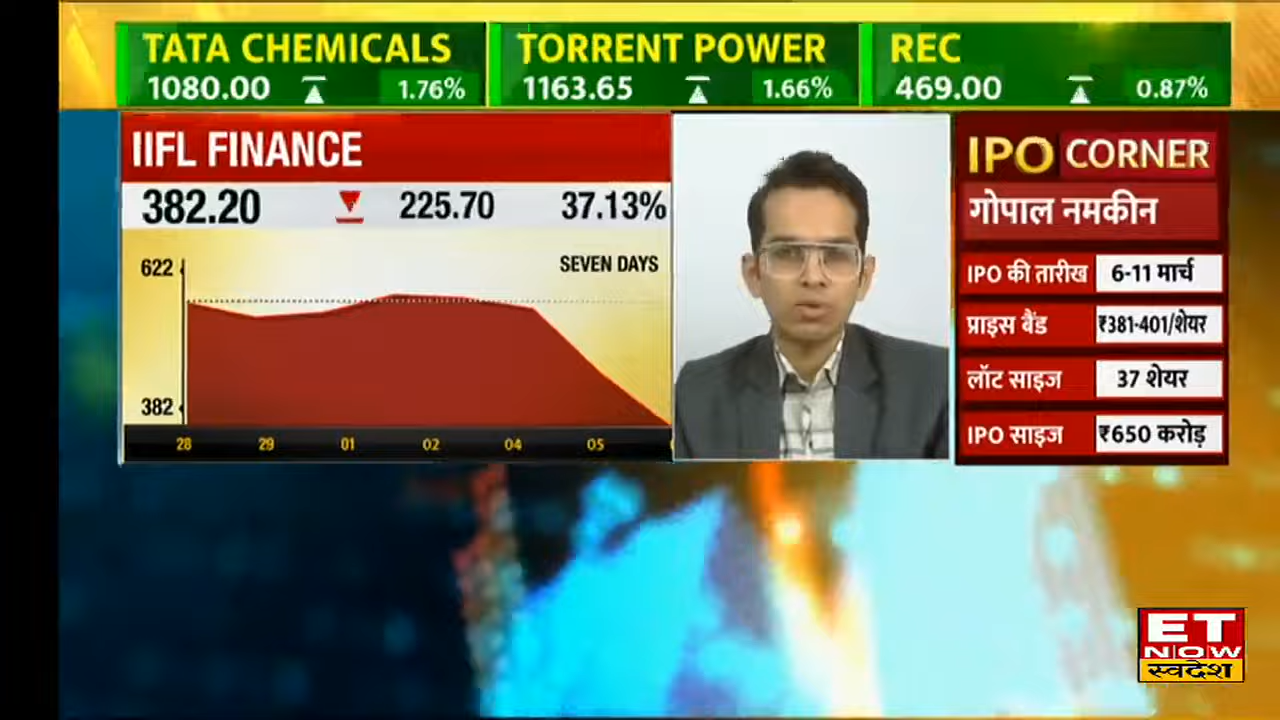 TATA CHEMICALS
1080.00 1.76%
TORRENT POWER
1163.65 1.66%
REC
469.00 0.87%
IIFL FINANCE
382.20 225.70 37.13%
SEVEN DAYS
622
382
28 29 01 02 04 05
IPO CORNER
गोपाल नमकीन
IPO की तारीख 6-11 मार्च
प्राइस बैंड ₹381-401/शेयर
लॉट साइज 37 शेयर
IPO साइज ₹650 करोड़
ET
NOW
स्वदेश